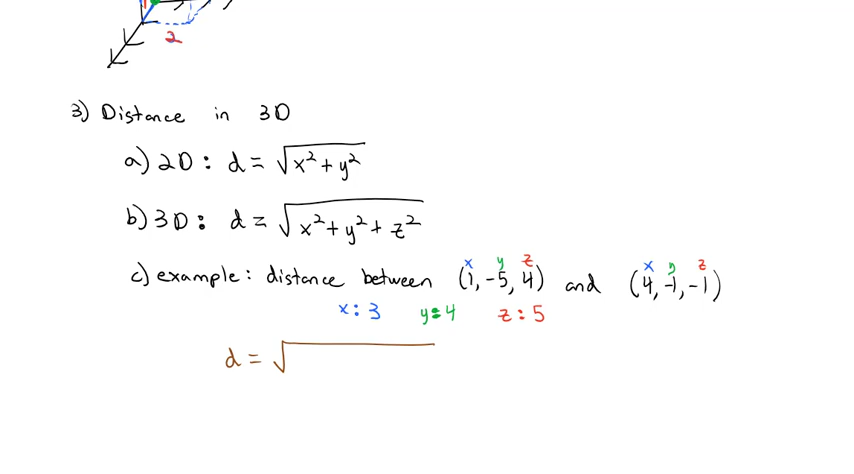 1
2
3) Distance in 3D
a) 2D: d = √x² + y²
b) 3D: d = √x² + y² + z²
x y z x y z
c) example: distance between (1, -5, 4) and (4, -1, -1)
x: 3 y: 4 z: 5
d = √